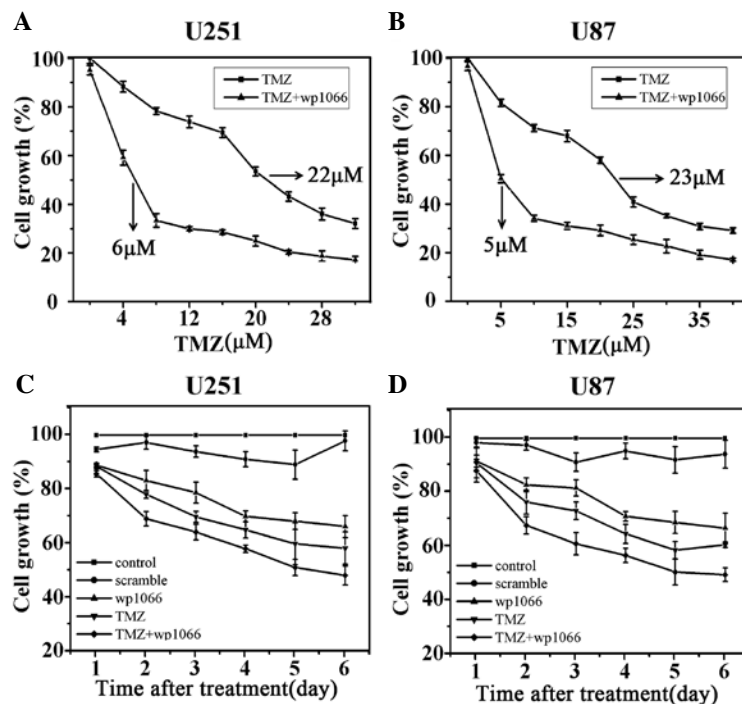 A
U251
100
80
60
40
20
0
Cell growth (%)
TMZ
TMZ+wp1066
22μM
6μM
4
12
20
28
TMZ(μM)
B
U87
100
80
60
40
20
0
Cell growth (%)
TMZ
TMZ+wp1066
23μM
5μM
5
15
25
35
TMZ(μM)
C
U251
100
80
60
40
20
Cell growth (%)
control
scramble
wp1066
TMZ
TMZ+wp1066
1 2 3 4 5 6
Time after treatment(day)
D
U87
100
80
60
40
20
Cell growth (%)
control
scramble
wp1066
TMZ
TMZ+wp1066
1 2 3 4 5 6
Time after treatment(day)